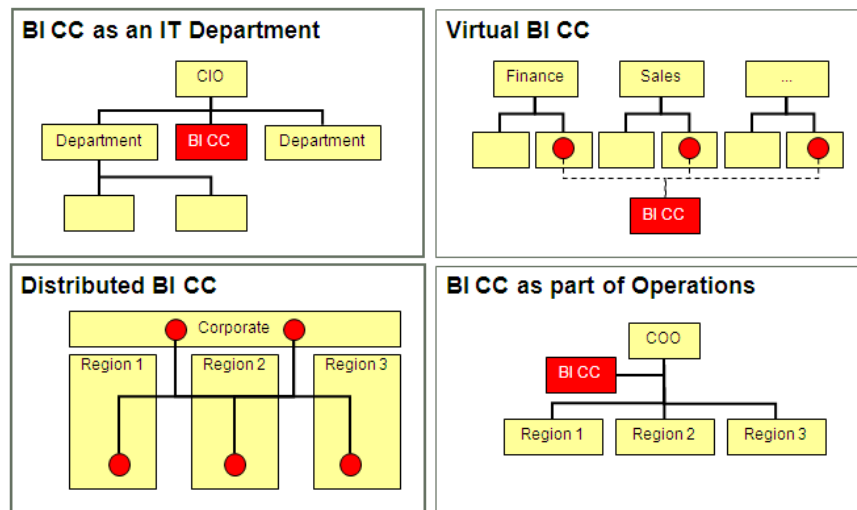 BI CC as an IT Department
CIO
Department
BI CC
Department
Virtual BI CC
Finance
Sales
...
BI CC
Distributed BI CC
Corporate
Region 1
Region 2
Region 3
BI CC as part of Operations
COO
BI CC
Region 1
Region 2
Region 3